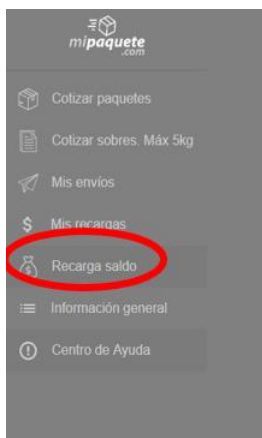 mipaquete
.com
Cotizar paquetes
Cotizar sobres. Máx 5kg
Mis envíos
$ Mis recargas
$ Recarga saldo
Información general
! Centro de Ayuda